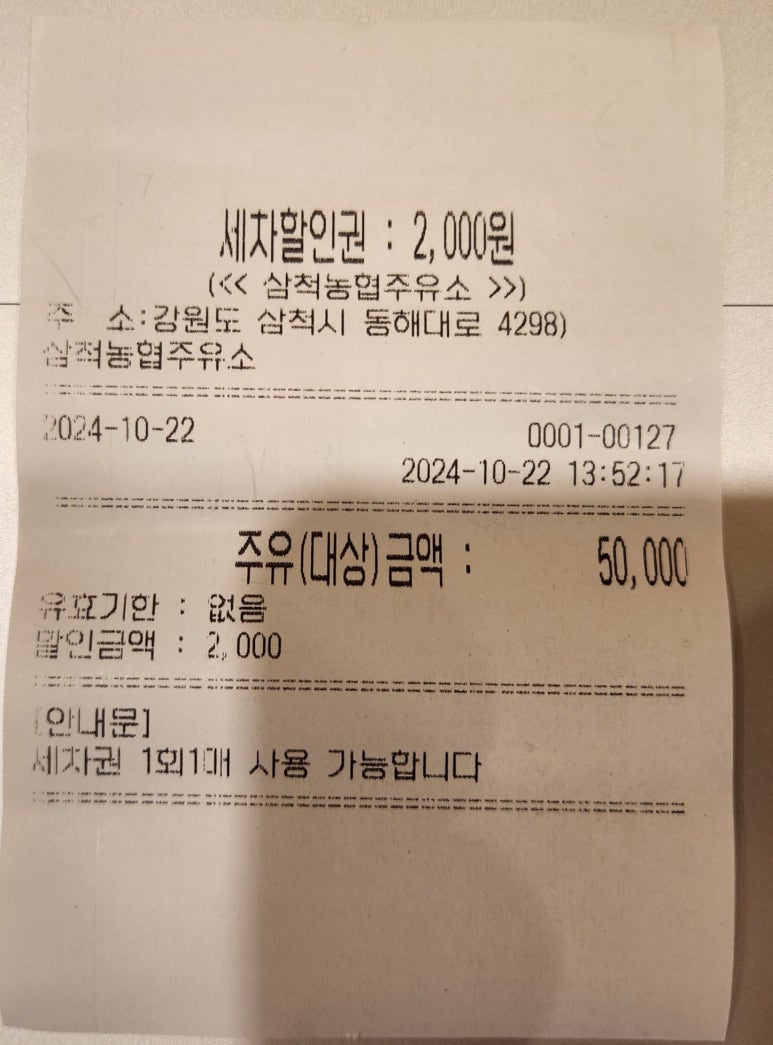 세차할인권 : 2,000원
(<< 삼척농협주유소 >>)
주 소:강원도 삼척시 동해대로 4298)
삼척농협주유소
2024-10-22 0001-00127
2024-10-22 13:52:17
주유(대상)금액 : 50,000
유효기한 : 없음
할인금액 : 2,000
[안내문]
세차권 1회1매 사용 가능합니다